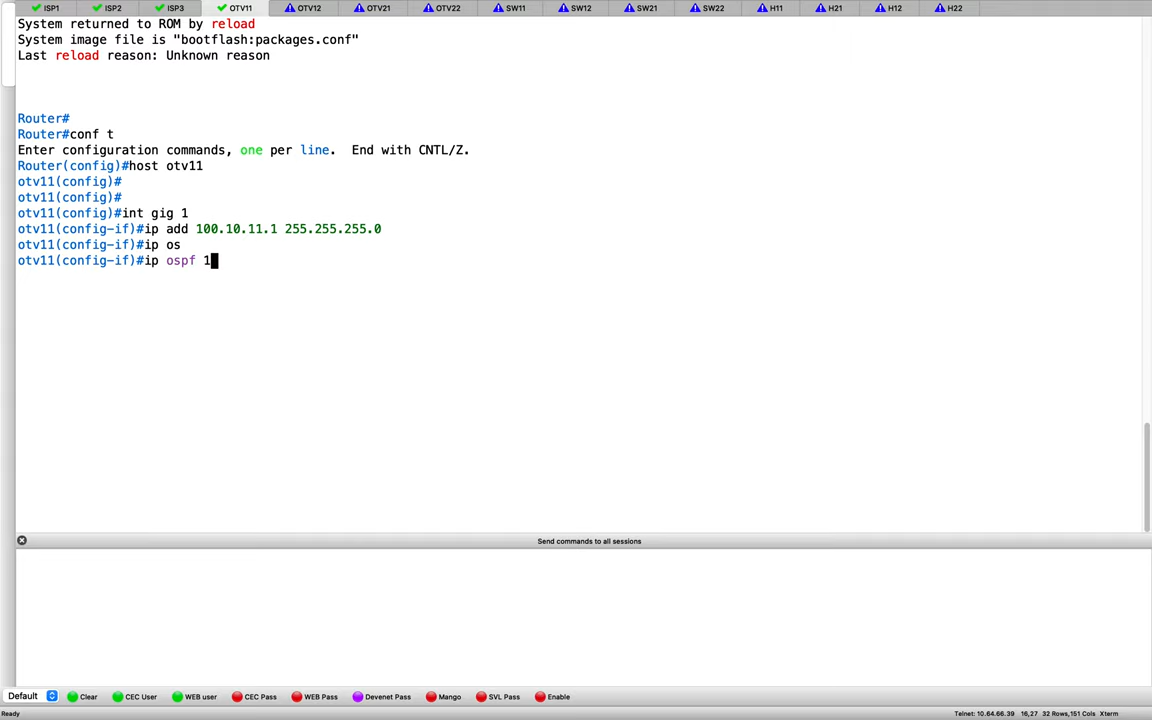 ISP1 ISP2 ISP3 OTV11 OTV12 OTV21 OTV22 SW11 SW12 SW21 SW22 H11 H21 H12 H22
System returned to ROM by reload
System image file is "bootflash:packages.conf"
Last reload reason: Unknown reason
Router#
Router#conf t
Enter configuration commands, one per line.  End with CNTL/Z.
Router(config)#host otv11
otv11(config)#
otv11(config)#
otv11(config)#int gig 1
otv11(config-if)#ip add 100.10.11.1 255.255.255.0
otv11(config-if)#ip os
otv11(config-if)#ip ospf 1
Send commands to all sessions
Default Clear CEC User WEB user CEC Pass WEB Pass Devenet Pass Mango SVL Pass Enable
Ready Telnet: 10.64.66.39 16,27 32 Rows,151 Cols Xterm